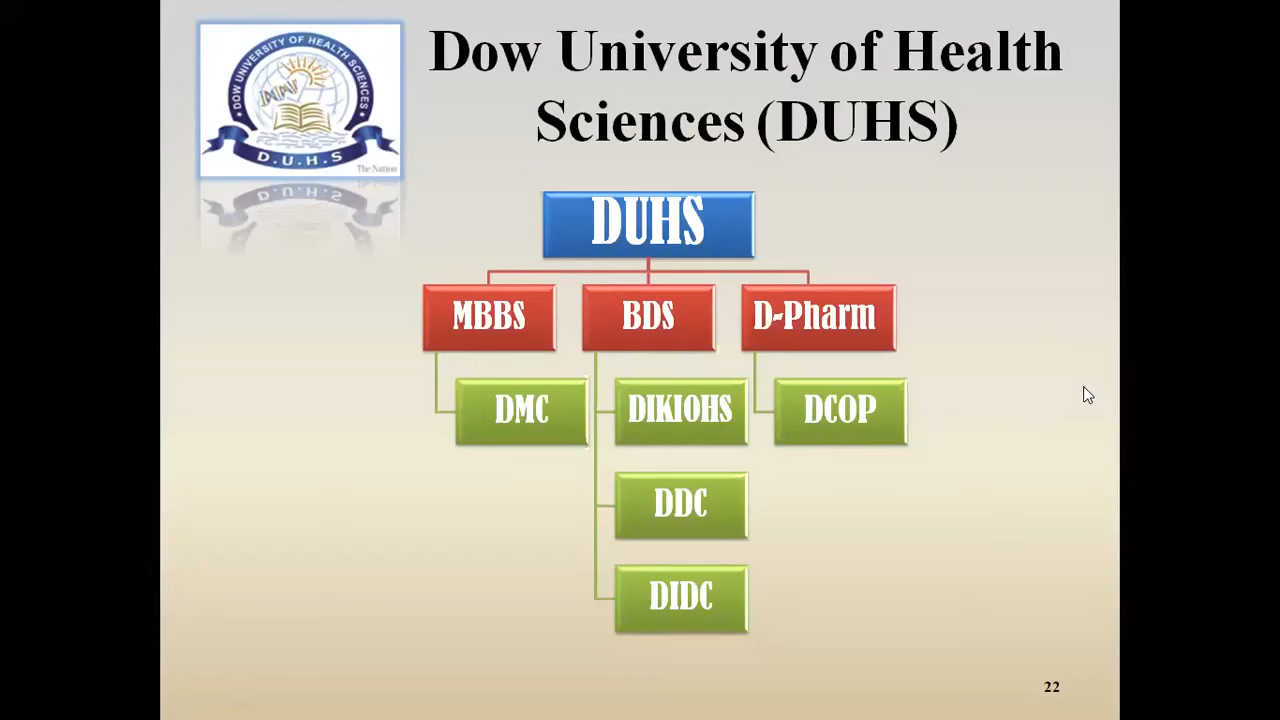 Dow University of Health
Sciences (DUHS)
DOW UNIVERSITY OF HEALTH SCIENCES
D.U.H.S
The Nation
DUHS
MBBS
BDS
D-Pharm
DMC
DIKIOHS
DCOP
DDC
DIDC
22